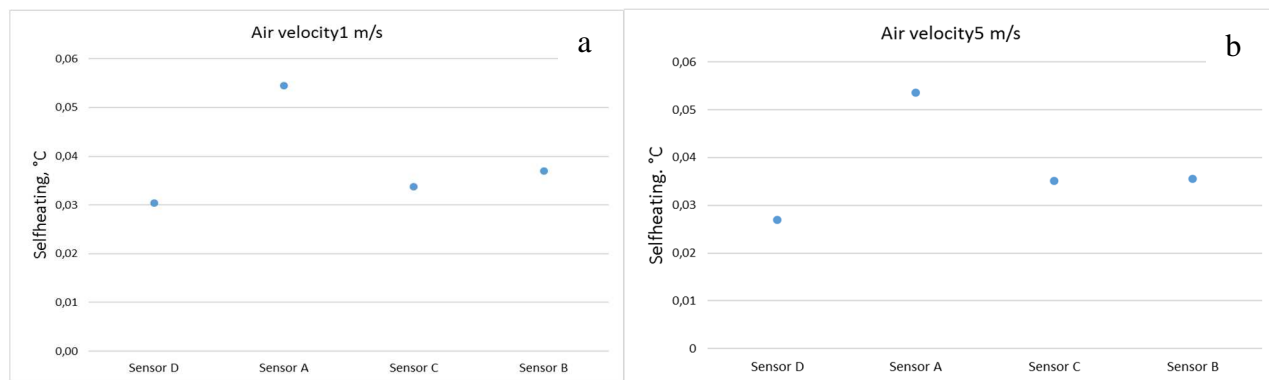 Air velocity1 m/s
a
Selfheating, °C
0,06
0,05
0,04
0,03
0,02
0,01
0,00
Sensor D Sensor A Sensor C Sensor B
Air velocity5 m/s
b
Selfheating. °C
0,06
0,05
0,04
0,03
0,02
0,01
0
Sensor D Sensor A Sensor C Sensor B